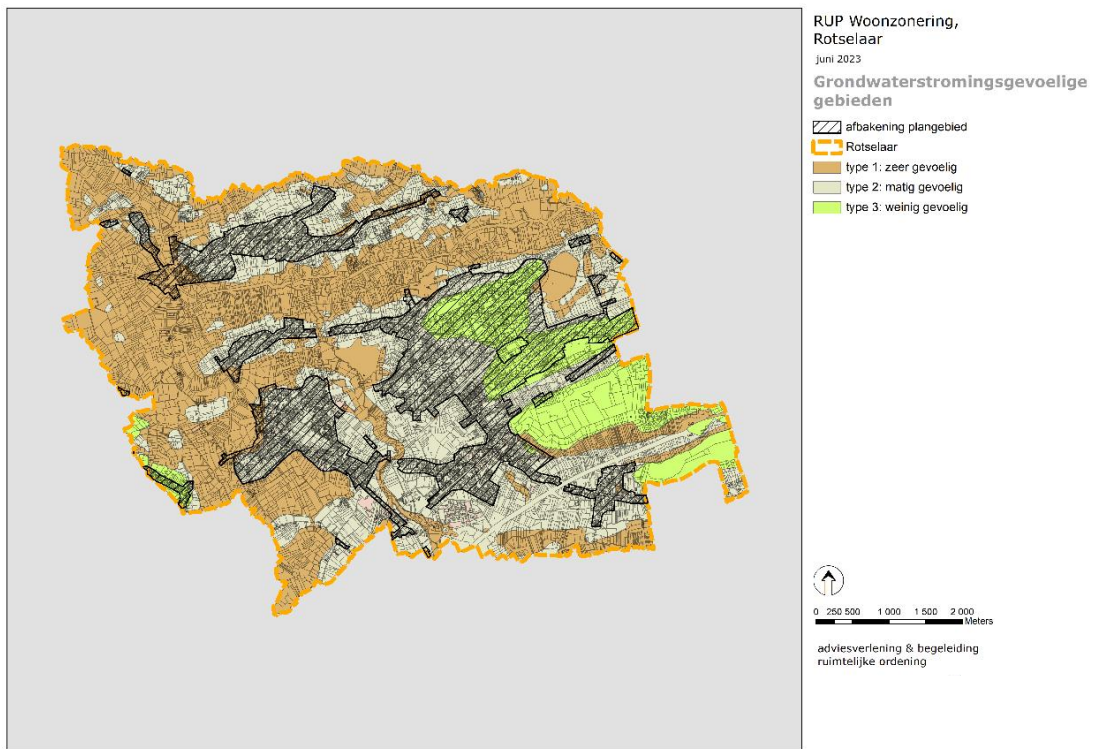 RUP Woonzonering,
Rotselaar
juni 2023
Grondwaterstromingsgevoelige
gebieden
afbakening plangebied
Rotselaar
type 1: zeer gevoelig
type 2: matig gevoelig
type 3: weinig gevoelig
0 250 500 1 000 1 500 2 000
Meters
adviesverlening & begeleiding
ruimtelijke ordening